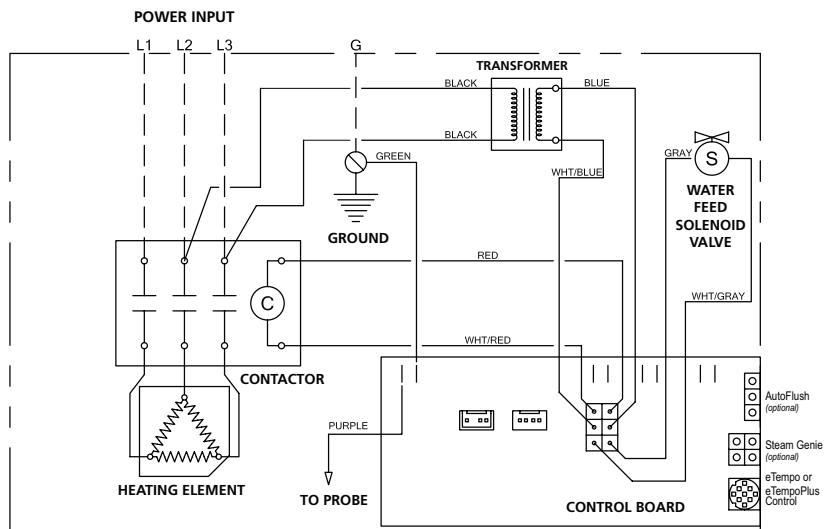 POWER INPUT
L1 L2 L3 G
TRANSFORMER
BLACK BLUE
BLACK
GREEN
GRAY
S
WHT/BLUE
WATER
FEED
SOLENOID
VALVE
GROUND
RED
WHT/GRAY
C
WHT/RED
CONTACTOR
AutoFlush
(optional)
PURPLE
Steam Genie
(optional)
eTempo or
eTempoPlus
Control
HEATING ELEMENT
TO PROBE
CONTROL BOARD